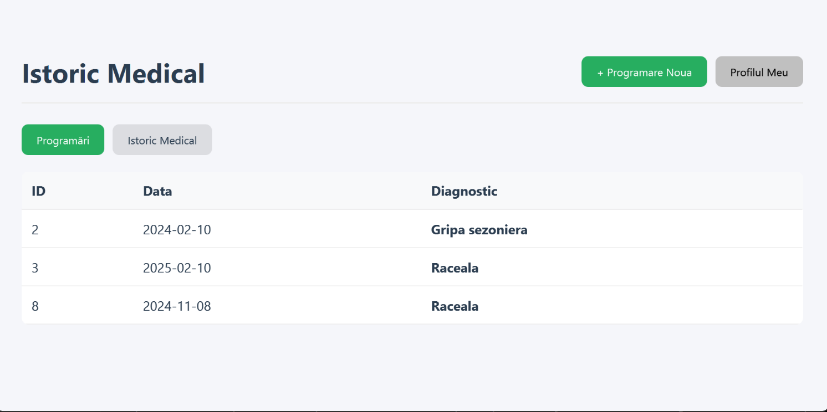 Istoric Medical
+ Programare Noua
Profilul Meu
Programări
Istoric Medical
ID Data Diagnostic
2 2024-02-10 Gripa sezoniera
3 2025-02-10 Raceala
8 2024-11-08 Raceala